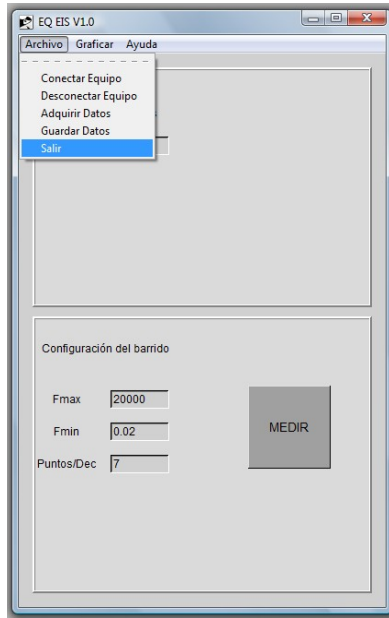 EQ EIS V1.0
Archivo Graficar Ayuda
Conectar Equipo
Desconectar Equipo
Adquirir Datos
Guardar Datos
Salir
Configuración del barrido
Fmax 20000
Fmin 0.02
MEDIR
Puntos/Dec 7